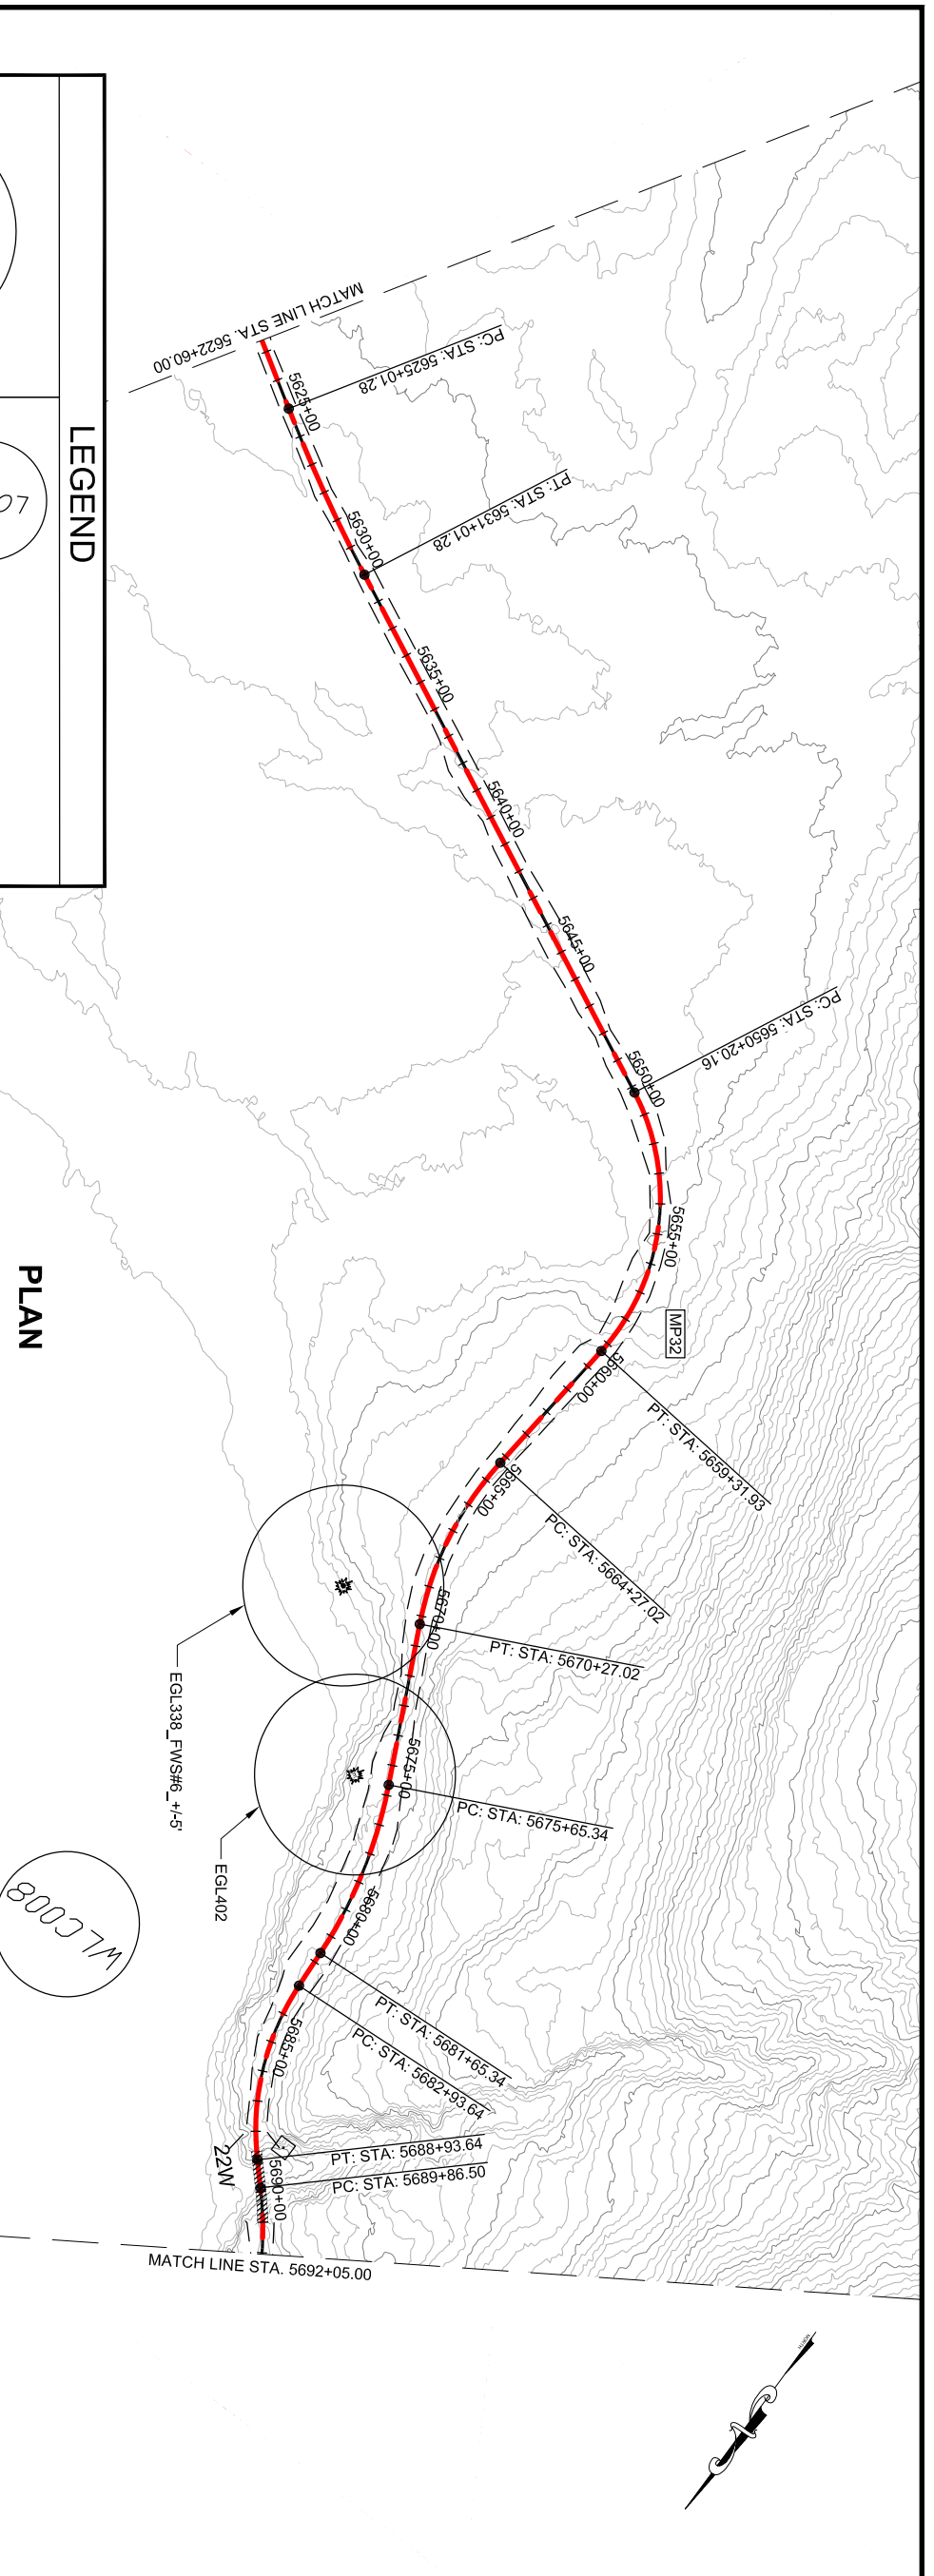 MATCH LINE STA. 5622+60.00
PC: STA: 5625+01.28
5625+00
PT: STA: 5631+01.28
5630+00
5635+00
5640+00
5645+00
PC: STA: 5650+20.16
5650+00
5655+00
MP32
5660+00
PT: STA: 5659+31.93
5665+00
PC: STA: 5664+27.02
5670+00
PT: STA: 5670+27.02
5675+00
PC: STA: 5675+65.34
5680+00
PT: STA: 5681+65.34
PC: STA: 5682+93.64
5685+00
PT: STA: 5688+93.64
PC: STA: 5689+86.50
5690+00
22W
MATCH LINE STA. 5692+05.00
EGL338_FWS#6_+/-5'
EGL402
WLC008
LEGEND
PLAN
NORTH